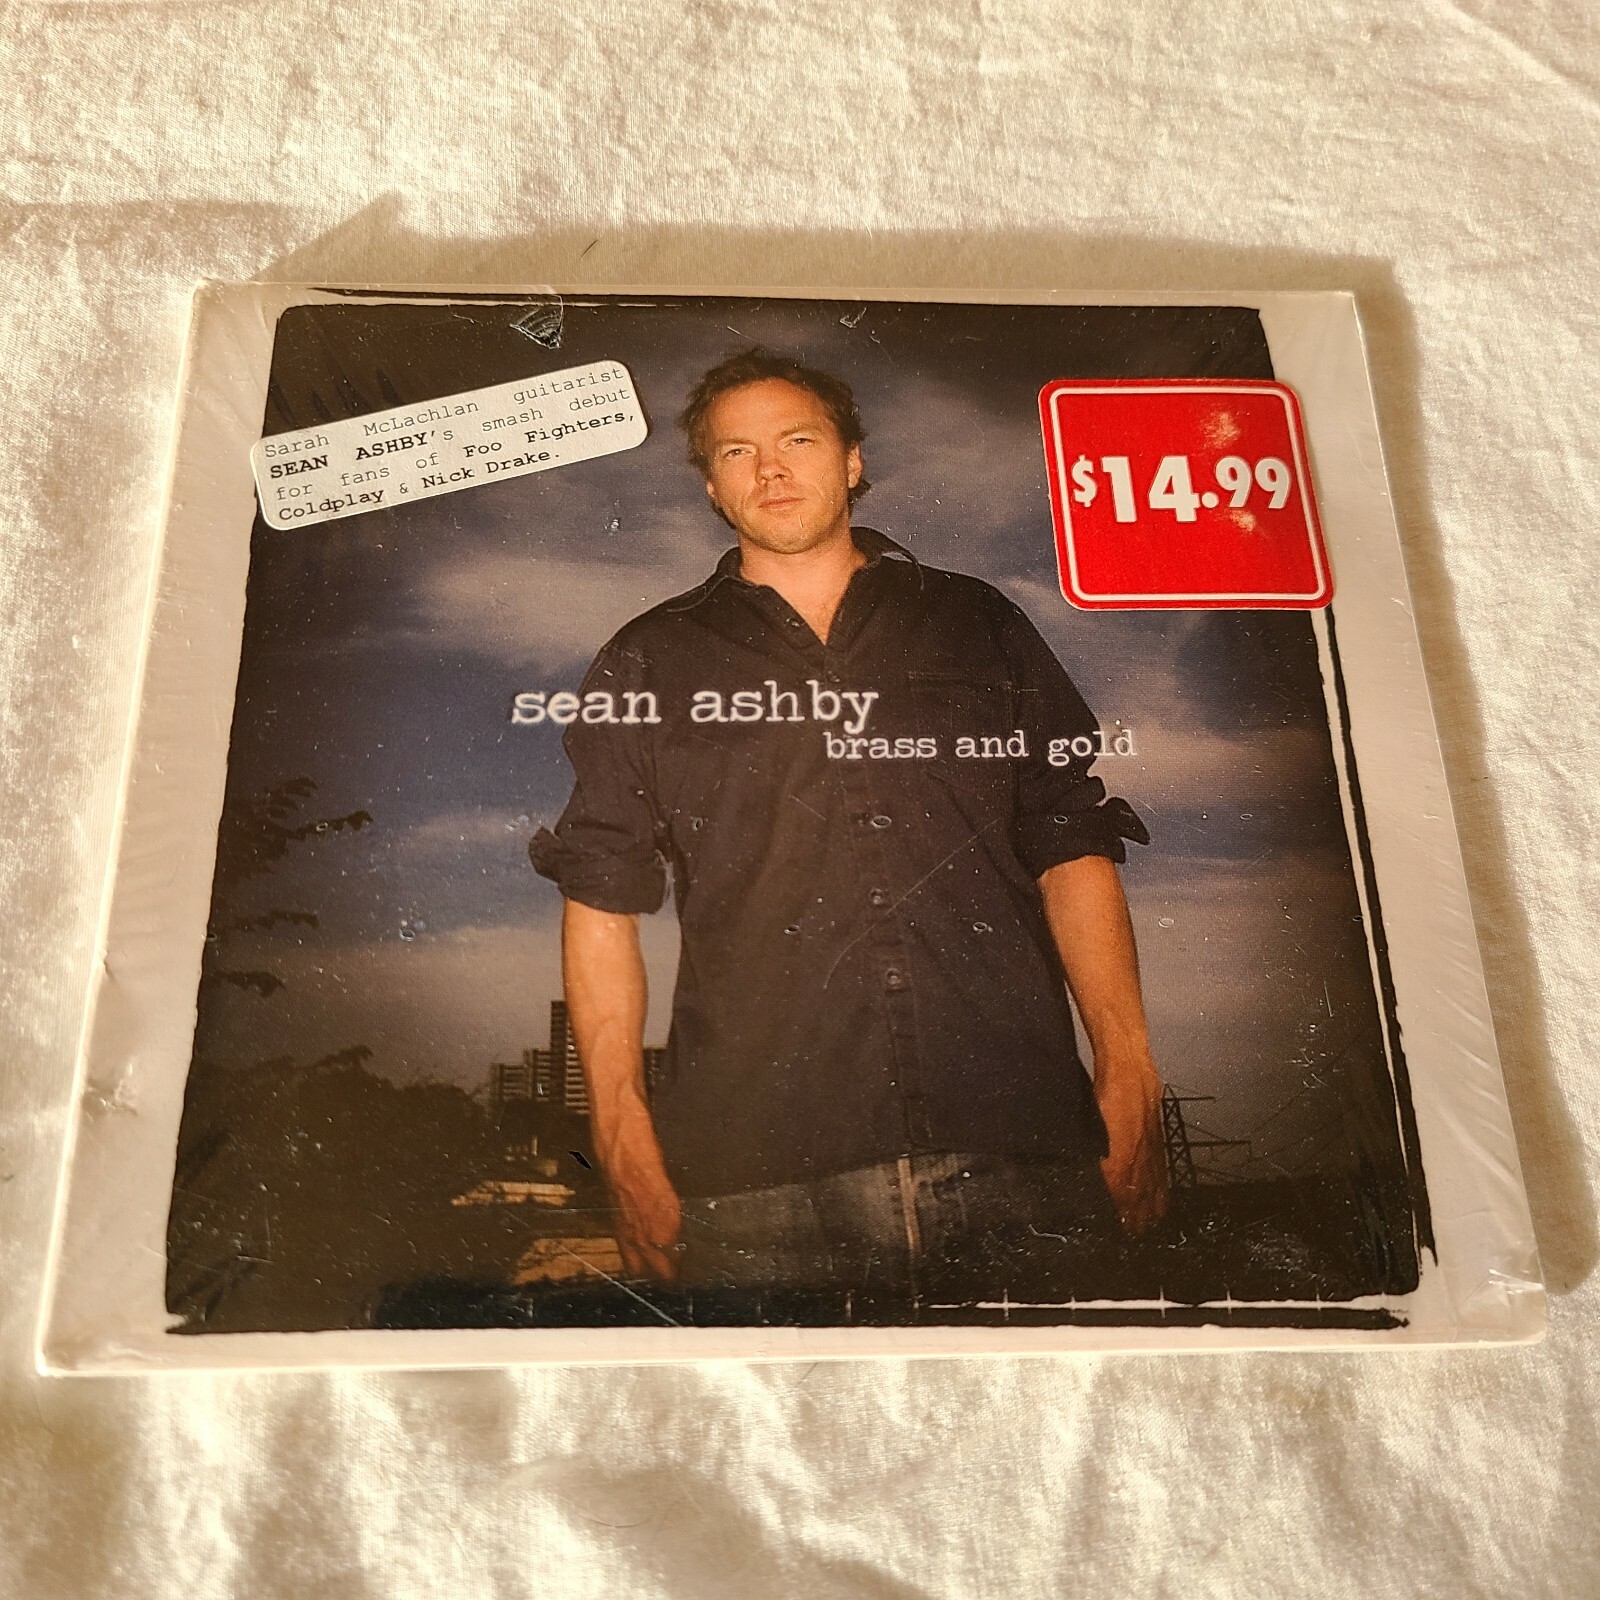 Sarah McLachlan guitarist
SEAN ASHBY's smash debut
for fans of Foo Fighters,
Coldplay & Nick Drake.
$14.99
sean ashby
brass and gold